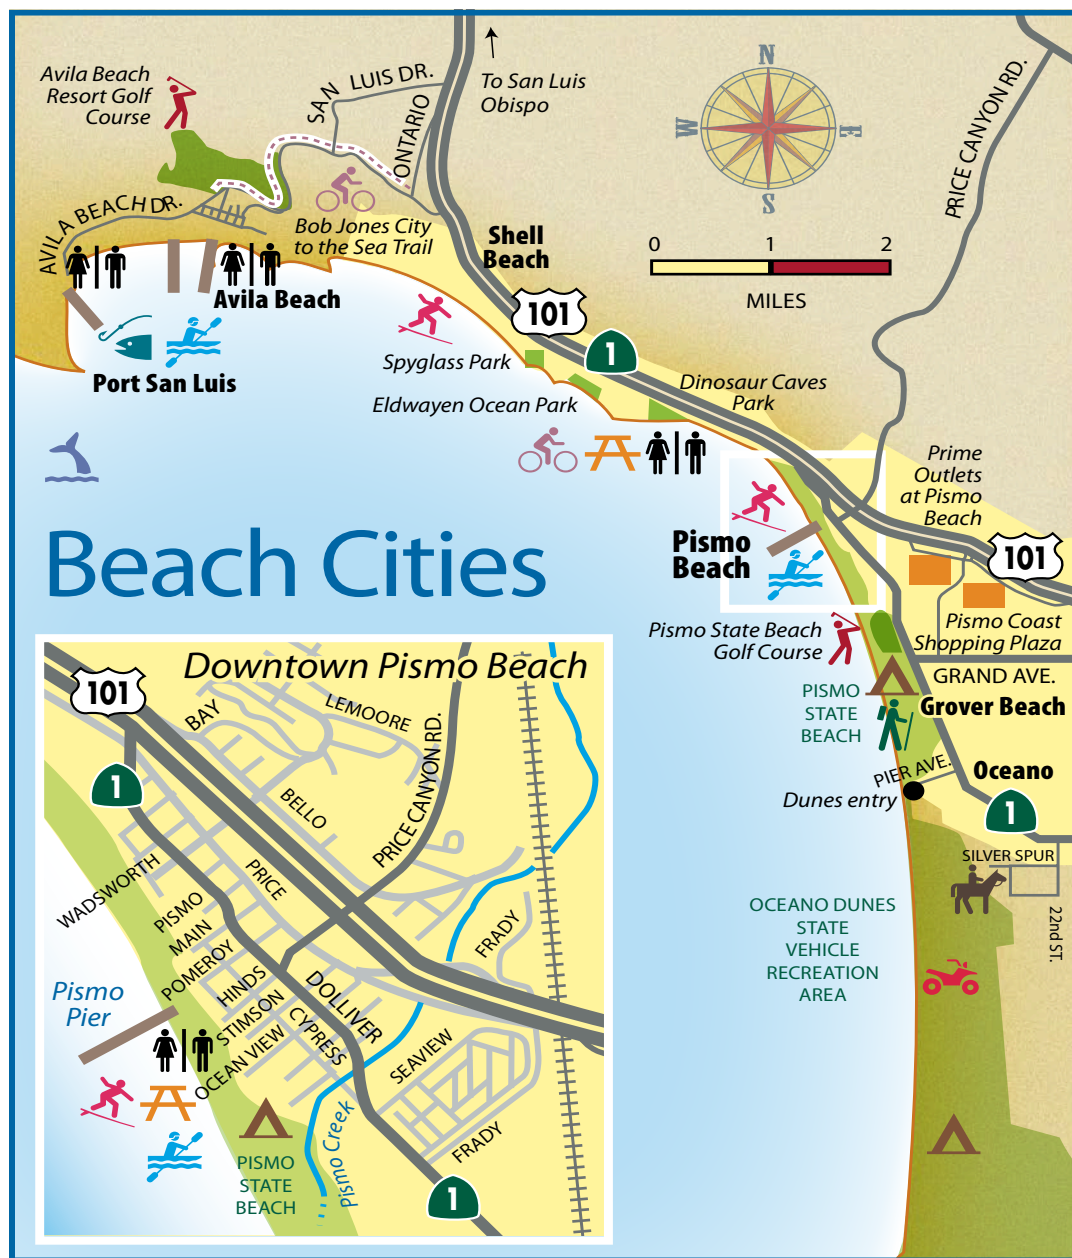 Avila Beach
Resort Golf
Course
SAN LUIS DR.
ONTARIO
To San Luis
Obispo
N
W
E
S
PRICE CANYON RD.
AVILA BEACH DR.
Bob Jones City
to the Sea Trail
Shell
Beach
0 1 2
MILES
Avila Beach
101
1
Port San Luis
Spyglass Park
Eldwayen Ocean Park
Dinosaur Caves
Park
Prime
Outlets
at Pismo
Beach
101
Pismo
Beach
Beach Cities
Pismo State Beach
Golf Course
Pismo Coast
Shopping Plaza
GRAND AVE.
PISMO
STATE
BEACH
Grover Beach
PIER AVE.
Oceano
Dunes entry
1
SILVER SPUR
22nd ST.
OCEANO DUNES
STATE
VEHICLE
RECREATION
AREA
Downtown Pismo Beach
101
BAY
LEMOORE
1
BELLO
PRICE CANYON RD.
PRICE
WADSWORTH
PISMO
MAIN
POMEROY
HINDS
STIMSON
OCEAN VIEW
CYPRESS
DOLLIVER
FRADY
SEAVIEW
FRADY
Pismo
Pier
PISMO
STATE
BEACH
Pismo Creek
1